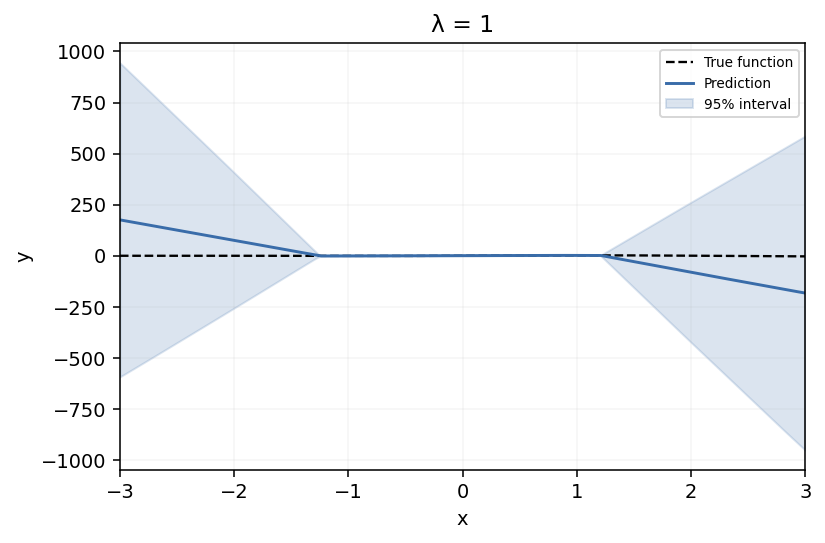 λ = 1
1000
750
500
250
0
−250
−500
−750
−1000
y
True function
Prediction
95% interval
−3 −2 −1 0 1 2 3
x